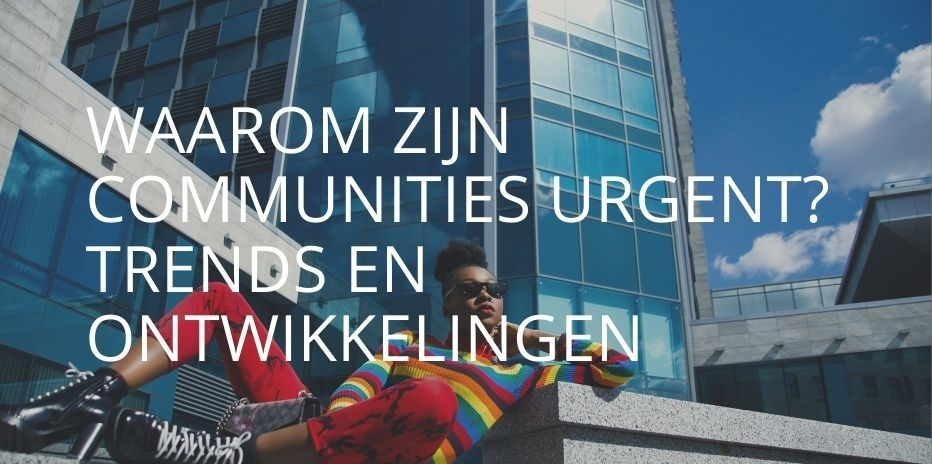 WAAROM ZIJN
COMMUNITIES URGENT?
TRENDS EN
ONTWIKKELINGEN